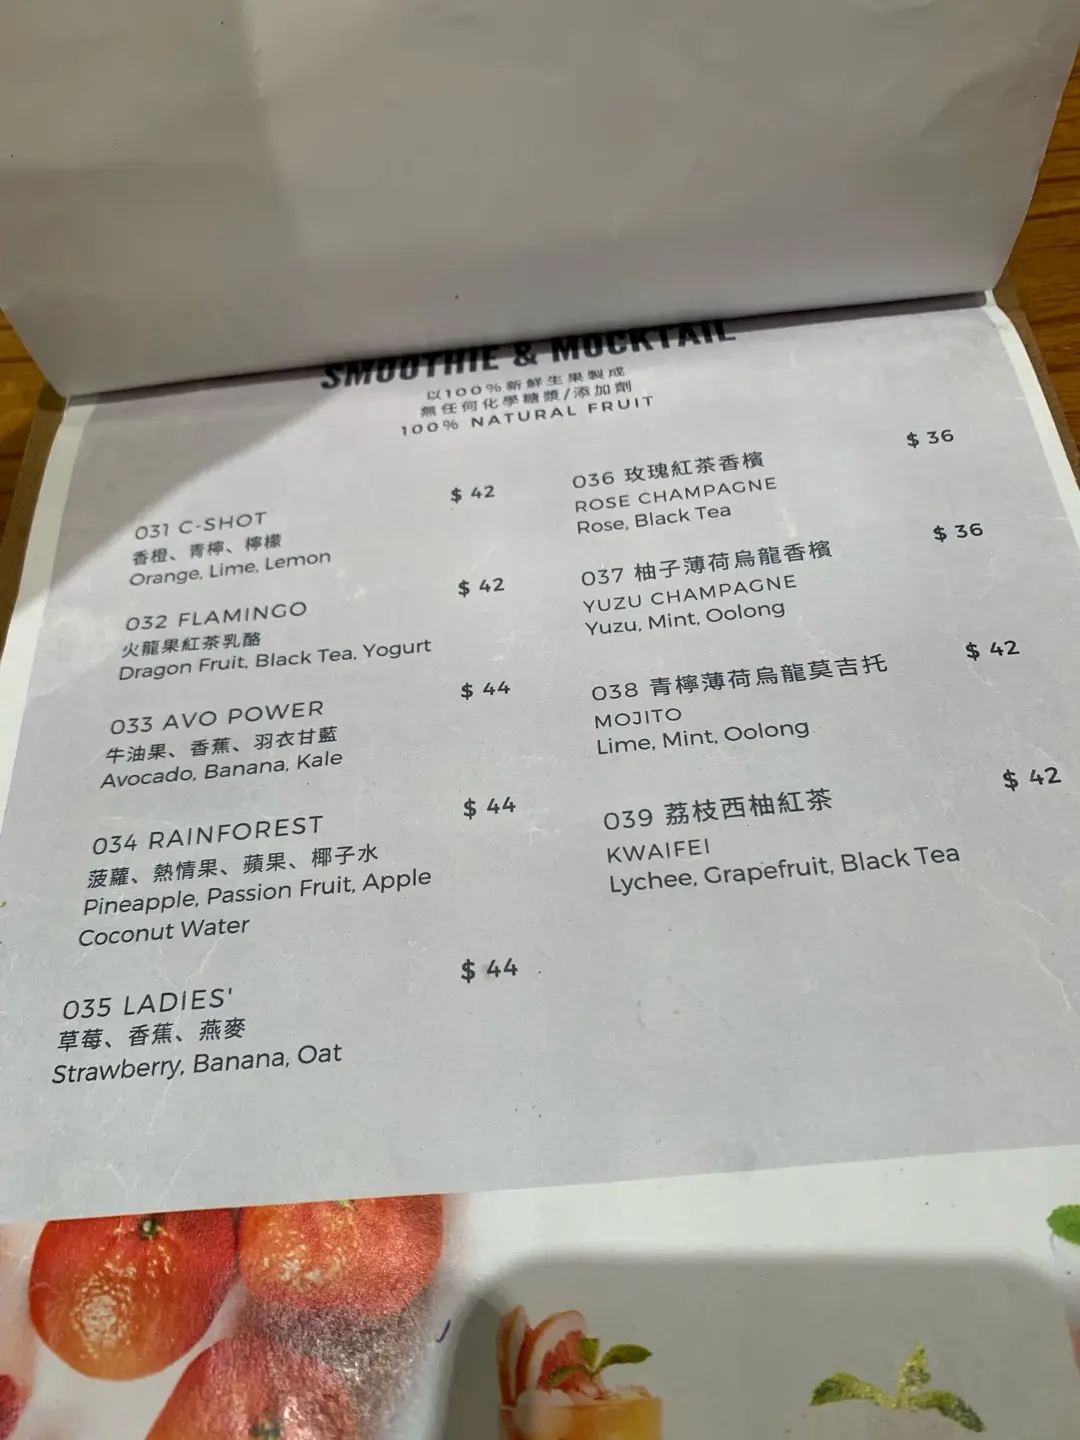 SMOOTHIE & MOCKTAIL
以100%新鮮生果製成
無任何化學糖漿/添加劑
100% NATURAL FRUIT
031 C-SHOT $ 42
香橙、青檸、檸檬
Orange, Lime, Lemon
032 FLAMINGO $ 42
火龍果紅茶乳酪
Dragon Fruit, Black Tea, Yogurt
033 AVO POWER $ 44
牛油果、香蕉、羽衣甘藍
Avocado, Banana, Kale
034 RAINFOREST $ 44
菠蘿、熱情果、蘋果、椰子水
Pineapple, Passion Fruit, Apple
Coconut Water
035 LADIES' $ 44
草莓、香蕉、燕麥
Strawberry, Banana, Oat
036 玫瑰紅茶香檳 $ 36
ROSE CHAMPAGNE
Rose, Black Tea
037 柚子薄荷烏龍香檳 $ 36
YUZU CHAMPAGNE
Yuzu, Mint, Oolong
038 青檸薄荷烏龍莫吉托 $ 42
MOJITO
Lime, Mint, Oolong
039 荔枝西柚紅茶 $ 42
KWAIFEI
Lychee, Grapefruit, Black Tea